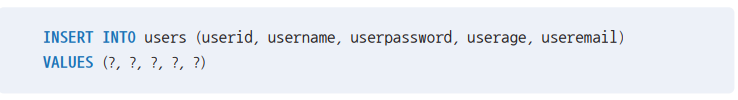 INSERT INTO users (userid, username, userpassword, userage, useremail)
VALUES (?, ?, ?, ?, ?)